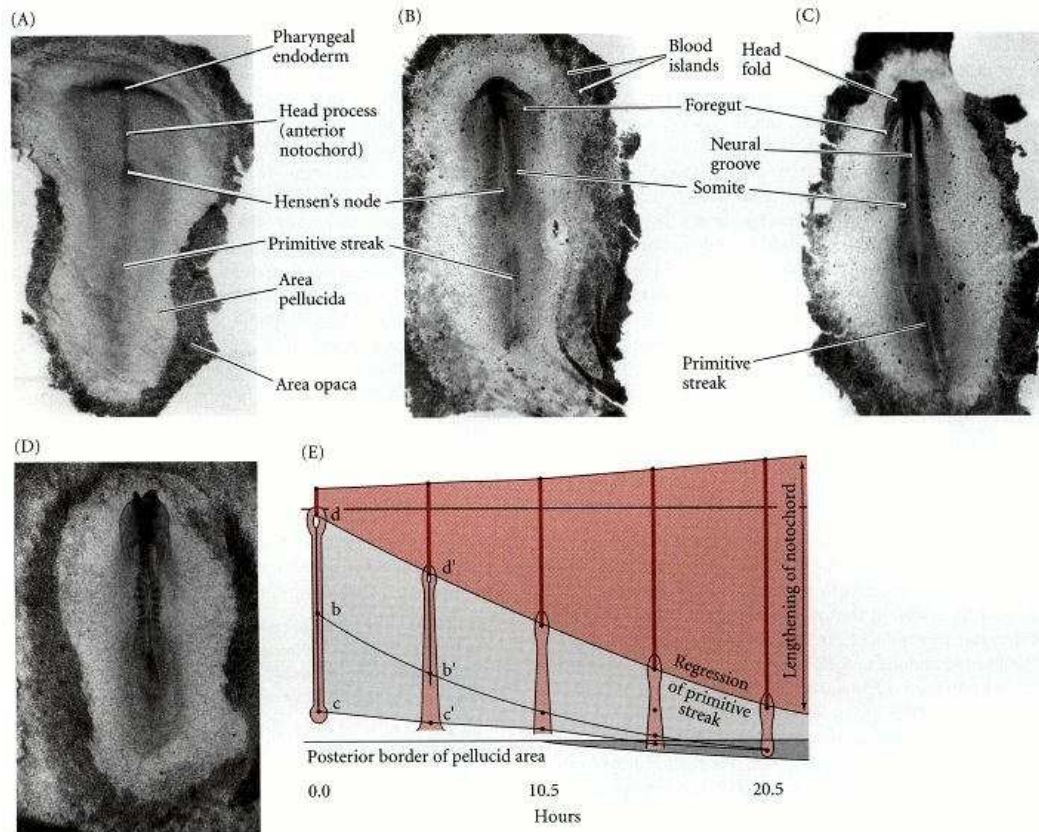 (A)
Pharyngeal
endoderm
Head process
(anterior
notochord)
Hensen's node
Primitive streak
Area
pellucida
Area opaca
(B)
Blood
islands
Foregut
Somite
(C)
Head
fold
Neural
groove
Primitive
streak
(D)
(E)
d
d'
b
b'
c
c'
Lengthening of notochord
Regression
of primitive
streak
Posterior border of pellucid area
0.0
10.5
20.5
Hours